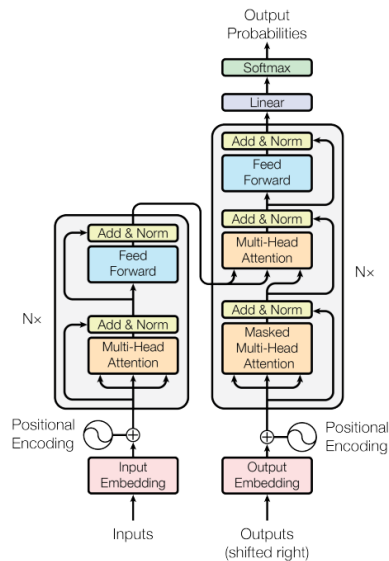 Output
Probabilities
Softmax
Linear
Add & Norm
Feed
Forward
Add & Norm
Multi-Head
Attention
Nx
Add & Norm
Masked
Multi-Head
Attention
Add & Norm
Feed
Forward
Nx
Add & Norm
Multi-Head
Attention
Positional
Encoding
Positional
Encoding
Input
Embedding
Output
Embedding
Inputs
Outputs
(shifted right)